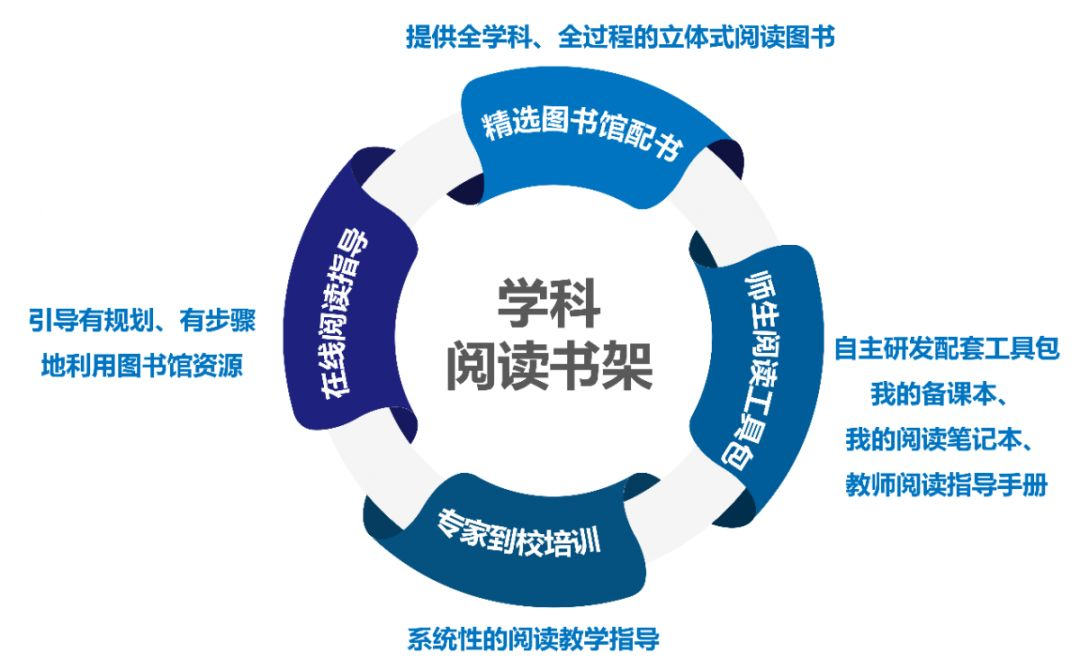 提供全学科、全过程的立体式阅读图书
精选图书馆配书
师生阅读工具包
自主研发配套工具包
我的备课本、
我的阅读笔记本、
教师阅读指导手册
专家到校培训
系统性的阅读教学指导
在线阅读指导
引导有规划、有步骤
地利用图书馆资源
学科
阅读书架